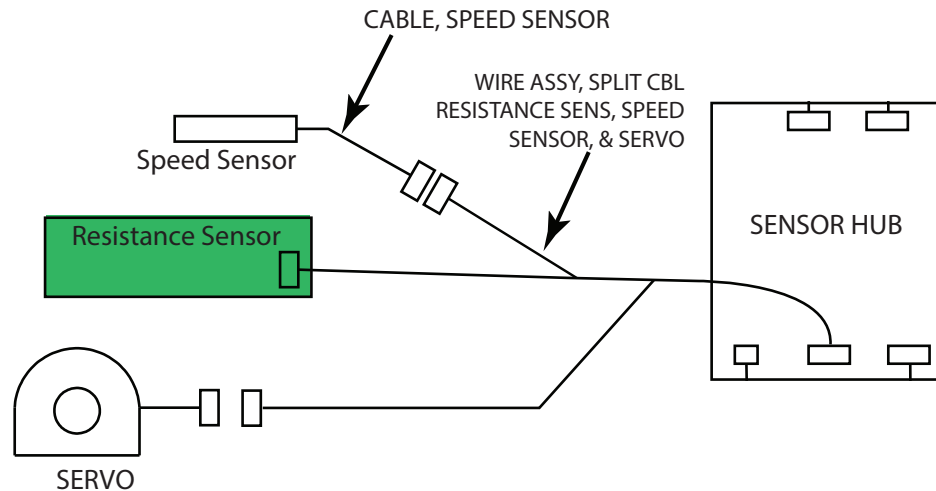 CABLE, SPEED SENSOR
WIRE ASSY, SPLIT CBL
RESISTANCE SENS, SPEED
SENSOR, & SERVO
Speed Sensor
Resistance Sensor
SENSOR HUB
SERVO